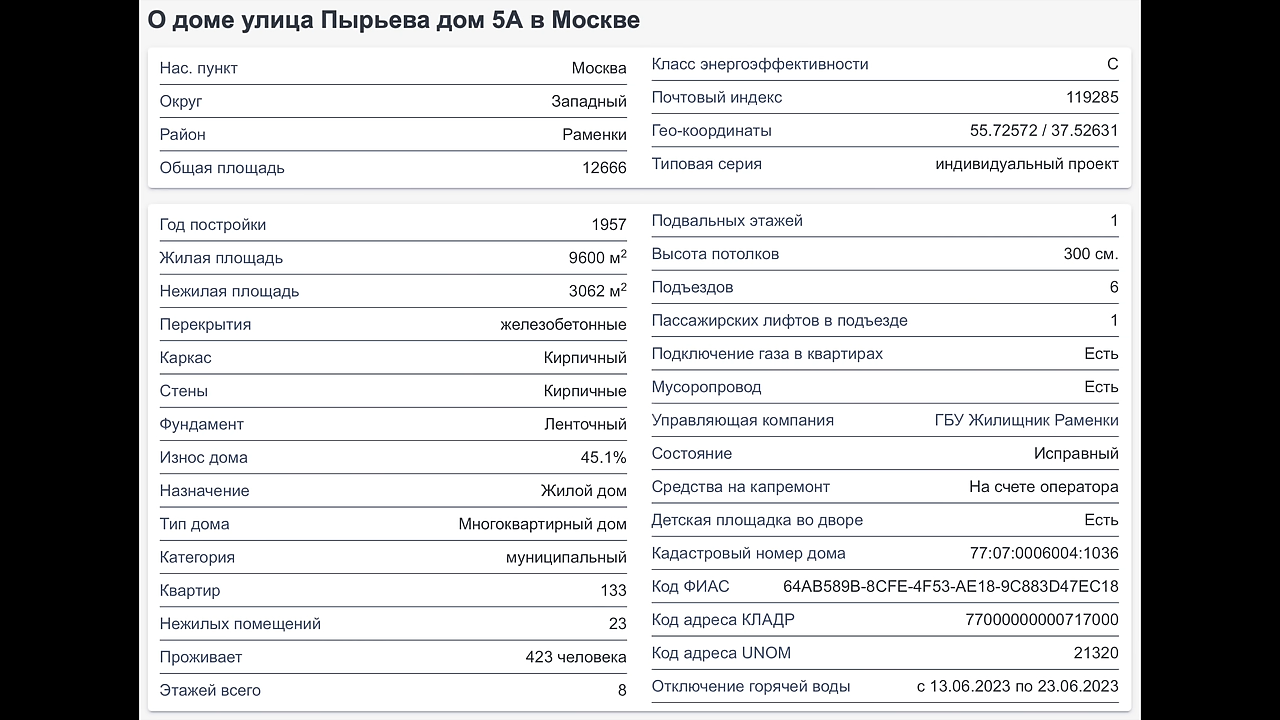 О доме улица Пырьева дом 5А в Москве
Нас. пункт Москва
Округ Западный
Район Раменки
Общая площадь 12666
Класс энергоэффективности C
Почтовый индекс 119285
Гео-координаты 55.72572 / 37.52631
Типовая серия индивидуальный проект
Год постройки 1957
Жилая площадь 9600 м²
Нежилая площадь 3062 м²
Перекрытия железобетонные
Каркас Кирпичный
Стены Кирпичные
Фундамент Ленточный
Износ дома 45.1%
Назначение Жилой дом
Тип дома Многоквартирный дом
Категория муниципальный
Квартир 133
Нежилых помещений 23
Проживает 423 человека
Этажей всего 8
Подвальных этажей 1
Высота потолков 300 см.
Подъездов 6
Пассажирских лифтов в подъезде 1
Подключение газа в квартирах Есть
Мусоропровод Есть
Управляющая компания ГБУ Жилищник Раменки
Состояние Исправный
Средства на капремонт На счете оператора
Детская площадка во дворе Есть
Кадастровый номер дома 77:07:0006004:1036
Код ФИАС 64AB589B-8CFE-4F53-AE18-9C883D47EC18
Код адреса КЛАДР 77000000000717000
Код адреса UNOM 21320
Отключение горячей воды с 13.06.2023 по 23.06.2023